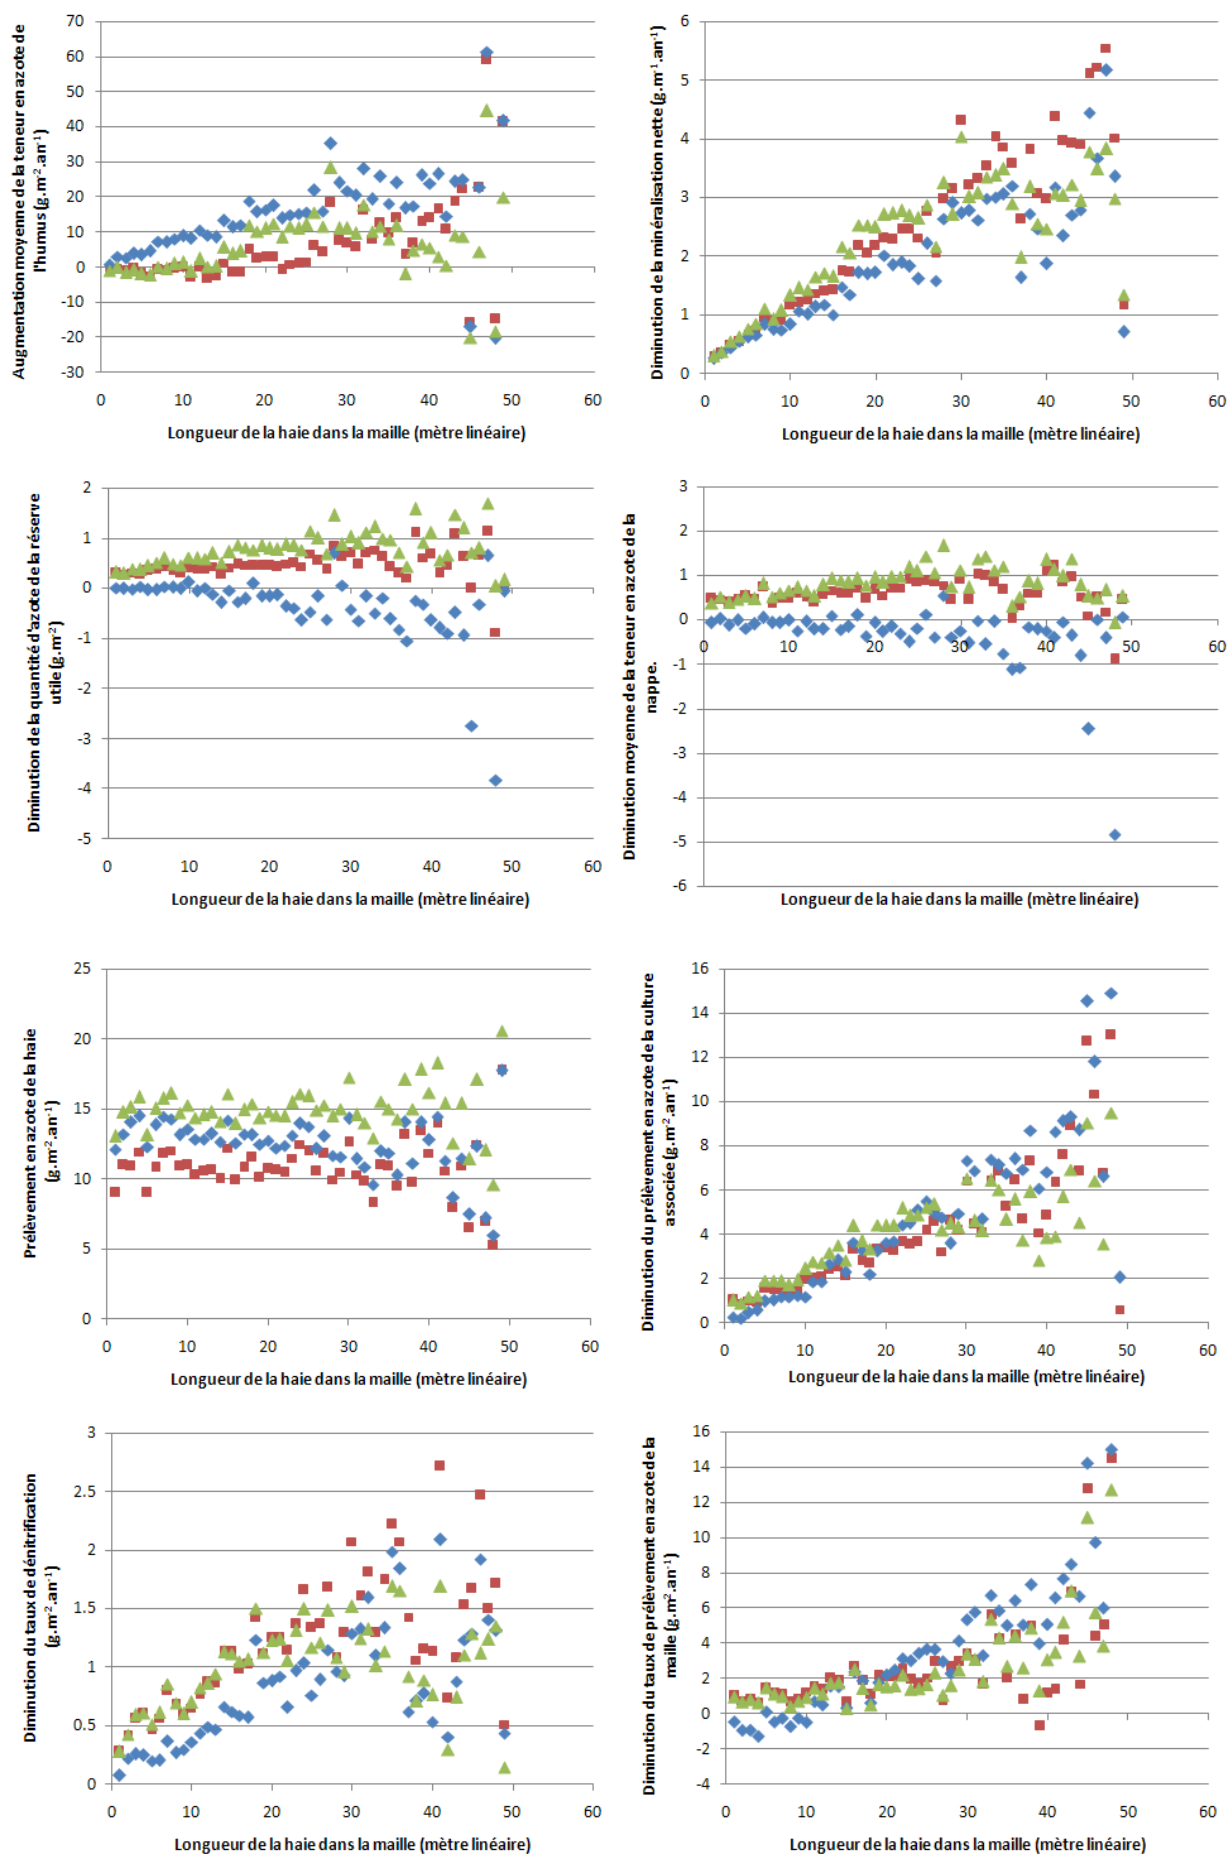 Augmentation moyenne de la teneur en azote de
l'humus (g.m⁻².an⁻¹)
70
60
50
40
30
20
10
0
-10
-20
-30
0 10 20 30 40 50 60
Longueur de la haie dans la maille (mètre linéaire)
Diminution de la minéralisation nette (g.m⁻¹.an⁻¹)
6
5
4
3
2
1
0
0 10 20 30 40 50 60
Longueur de la haie dans la maille (mètre linéaire)
Diminution de la quantité d'azote de la réserve
utile (g.m²)
2
1
0
-1
-2
-3
-4
-5
0 10 20 30 40 50 60
Longueur de la haie dans la maille (mètre linéaire)
Diminution moyenne de la teneur en azote de la
nappe.
3
2
1
0
-1
-2
-3
-4
-5
-6
0 10 20 30 40 50 60
Longueur de la haie dans la maille (mètre linéaire)
Prélèvement en azote de la haie
(g.m⁻².an⁻¹)
25
20
15
10
5
0
0 10 20 30 40 50 60
Longueur de la haie dans la maille (mètre linéaire)
Diminution du prélèvement en azote de la culture
associée (g.m⁻².an⁻¹)
16
14
12
10
8
6
4
2
0
0 10 20 30 40 50 60
Longueur de la haie dans la maille (mètre linéaire)
Diminution du taux de dénitrification
(g.m⁻².an⁻¹)
3
2.5
2
1.5
1
0.5
0
0 10 20 30 40 50 60
Longueur de la haie dans la maille (mètre linéaire)
Diminution du taux de prélèvement en azote de la
maille (g.m⁻².an⁻¹)
16
14
12
10
8
6
4
2
0
-2
-4
0 10 20 30 40 50 60
Longueur de la haie dans la maille (mètre linéaire)